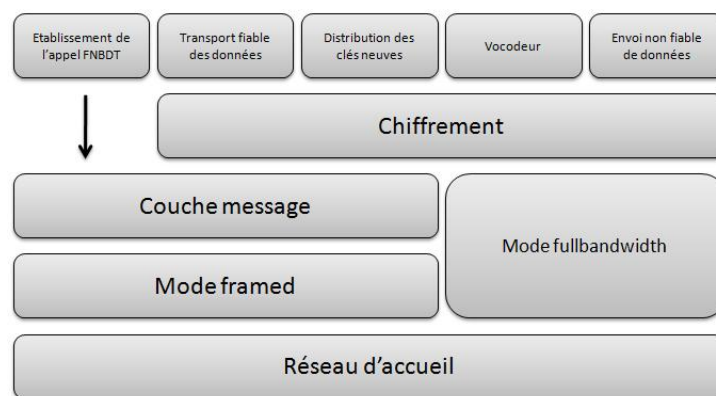 Etablissement de
l'appel FNBDT
Transport fiable
des données
Distribution des
clés neuves
Vocodeur
Envoi non fiable
de données
Chiffrement
Couche message
Mode fullbandwidth
Mode framed
Réseau d'accueil